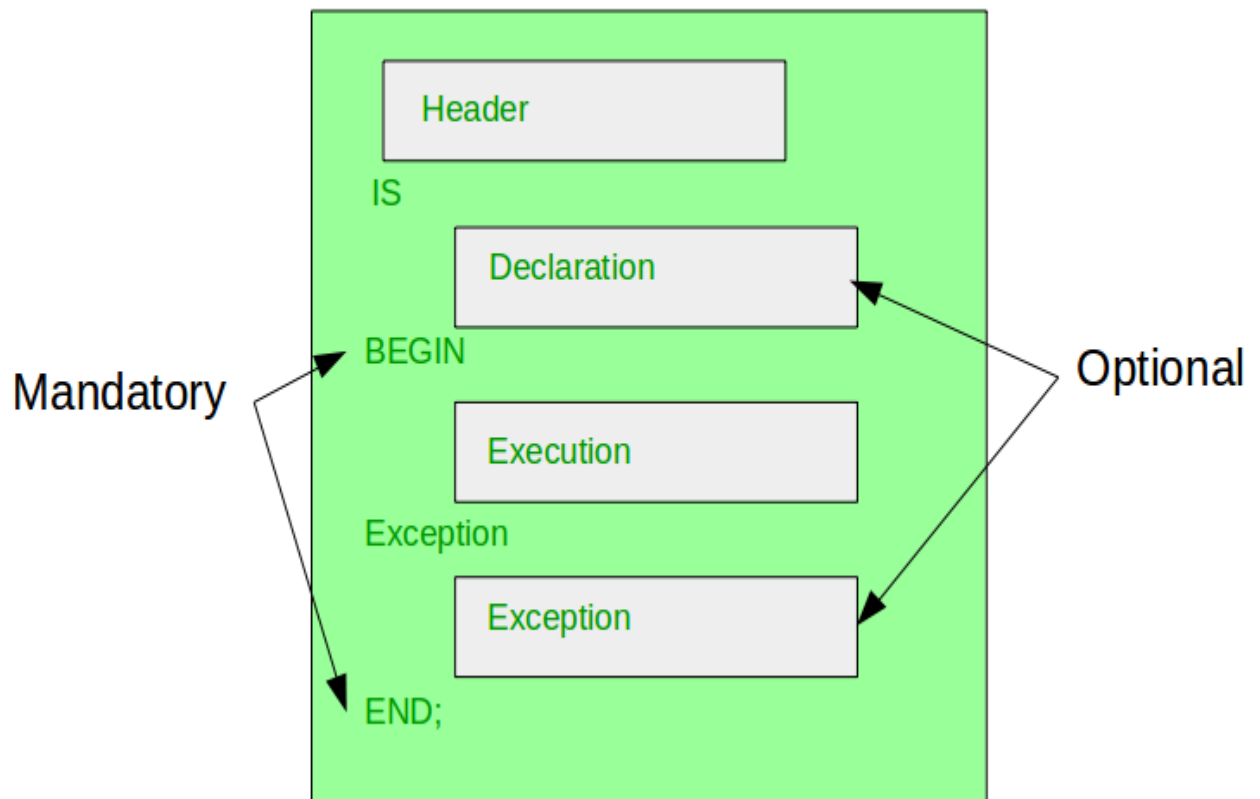 Header
IS
Declaration
BEGIN
Mandatory
Optional
Execution
Exception
Exception
END;